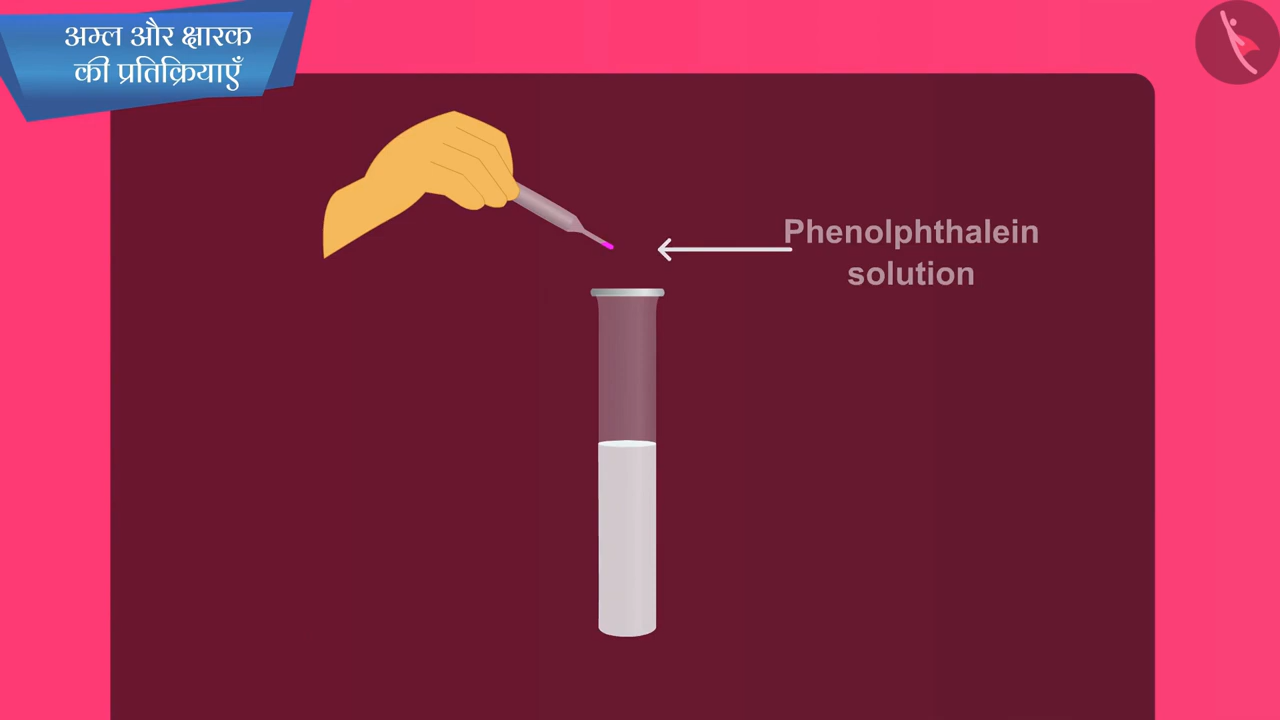 अम्ल और क्षारक
की प्रतिक्रियाएँ
Phenolphthalein
solution